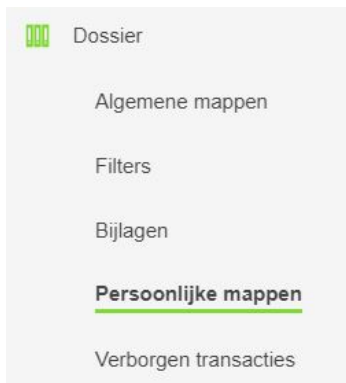 Dossier
Algemene mappen
Filters
Bijlagen
Persoonlijke mappen
Verborgen transacties